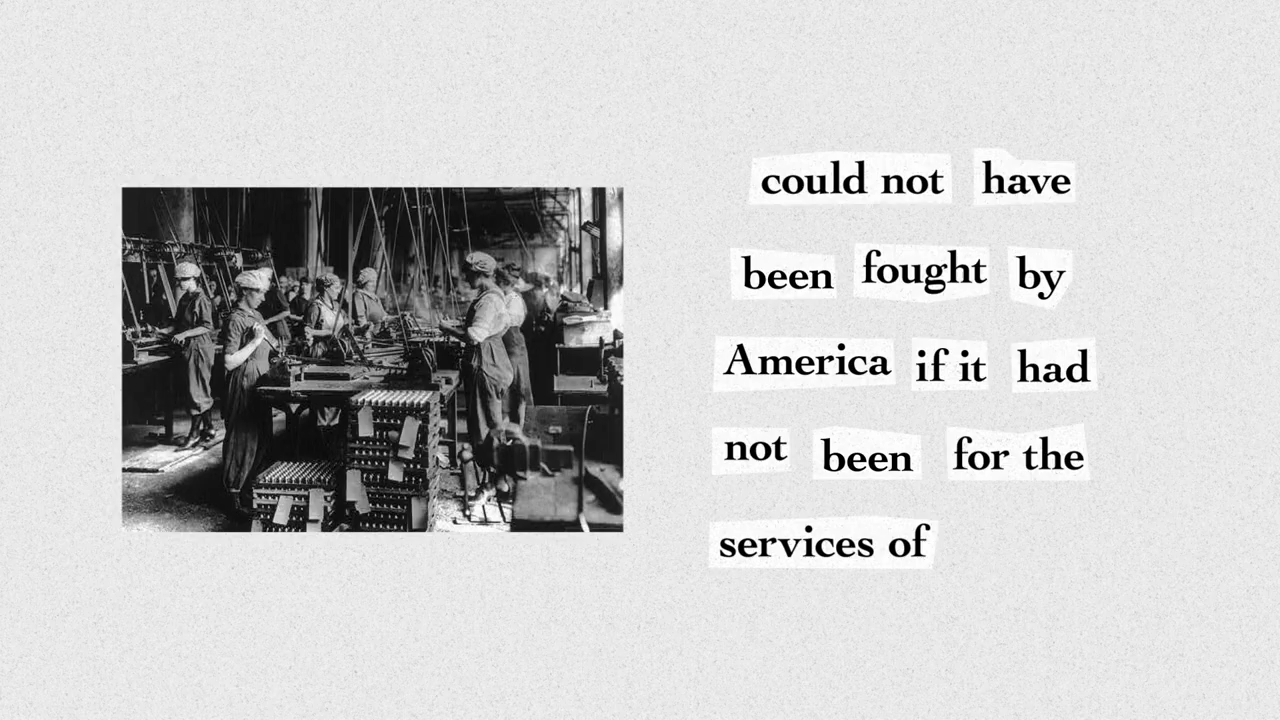 could not have
been fought by
America if it had
not been for the
services of